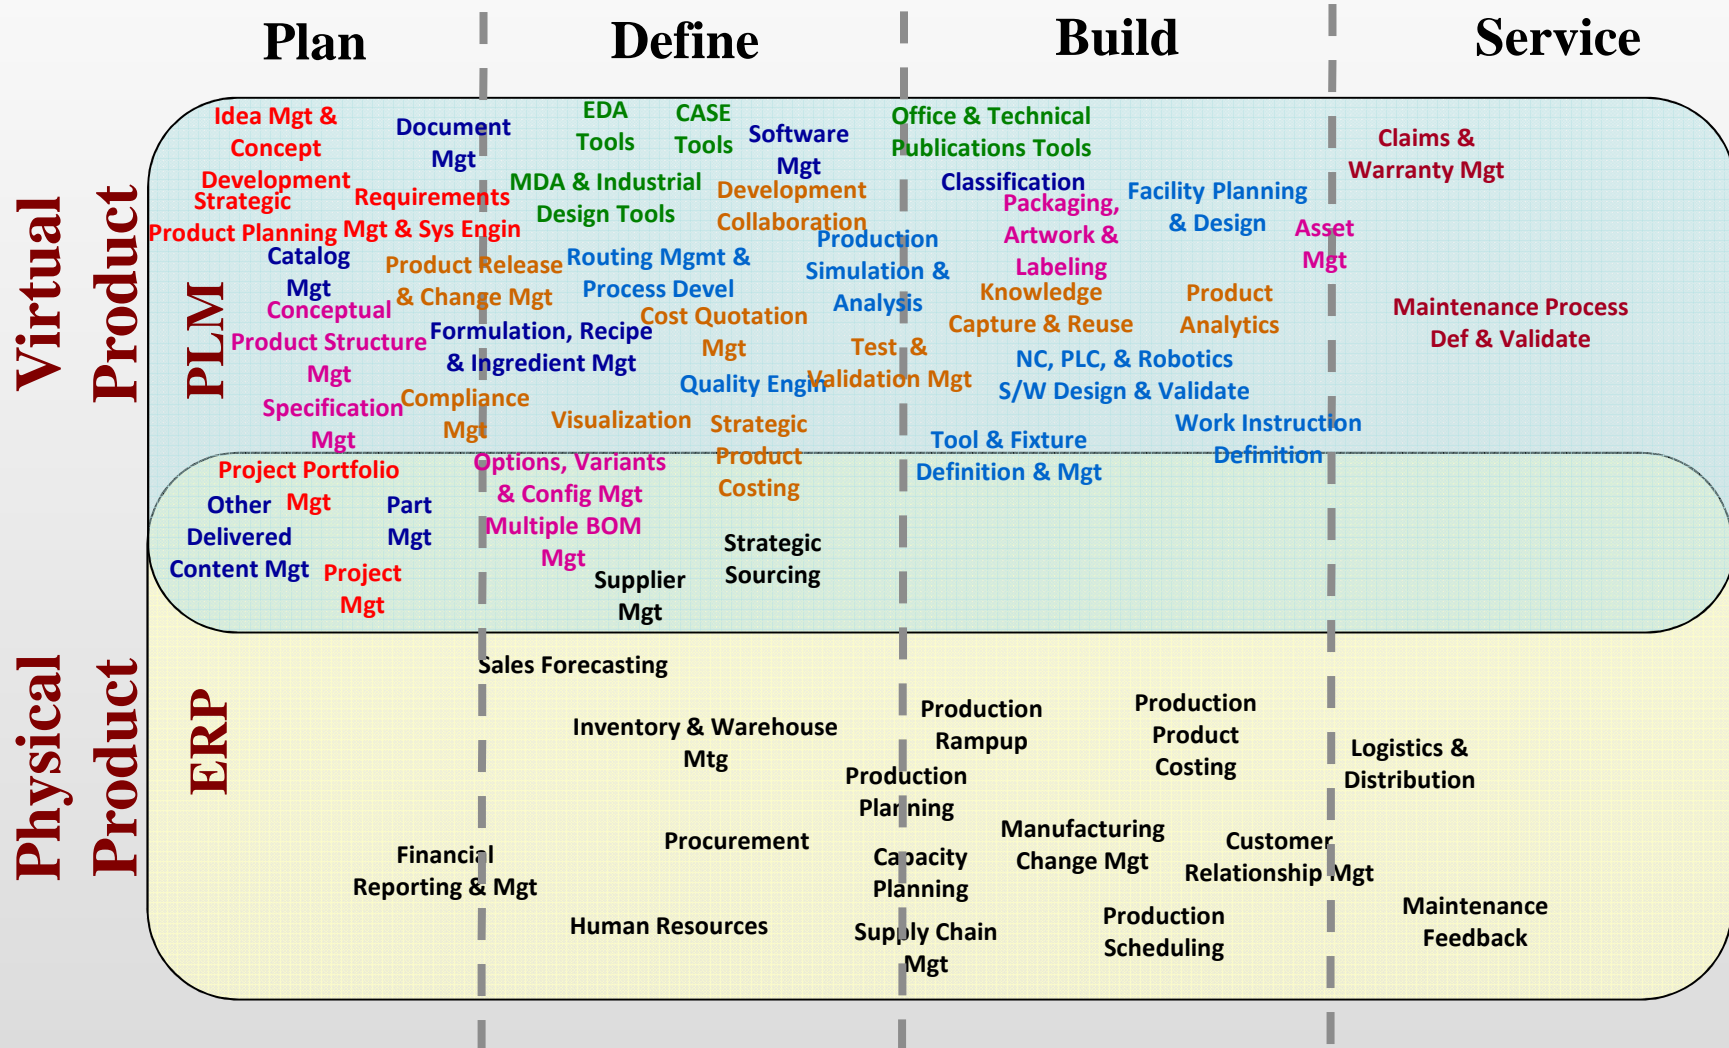 Plan
Define
Build
Service
Virtual
Product
PLM
Idea Mgt &
Concept
Development
Document
Mgt
Strategic
Product Planning
Requirements
Mgt & Sys Engin
Catalog
Mgt
Product Release
& Change Mgt
Conceptual
Product Structure
Mgt
Formulation, Recipe
& Ingredient Mgt
Specification
Mgt
Compliance
Mgt
EDA
Tools
CASE
Tools
Software
Mgt
MDA & Industrial
Design Tools
Development
Collaboration
Routing Mgmt &
Process Devel
Production
Simulation &
Analysis
Cost Quotation
Mgt
Test &
Validation Mgt
Quality Engin
Visualization
Strategic
Product
Costing
Office & Technical
Publications Tools
Classification
Packaging,
Artwork &
Labeling
Facility Planning
& Design
Asset
Mgt
Knowledge
Capture & Reuse
Product
Analytics
NC, PLC, & Robotics
S/W Design & Validate
Work Instruction
Definition
Tool & Fixture
Definition & Mgt
Claims &
Warranty Mgt
Maintenance Process
Def & Validate
Project Portfolio
Mgt
Other
Delivered
Content Mgt
Part
Mgt
Project
Mgt
Options, Variants
& Config Mgt
Multiple BOM
Mgt
Strategic
Sourcing
Supplier
Mgt
Physical
Product
ERP
Sales Forecasting
Inventory & Warehouse
Mtg
Production
Planning
Procurement
Financial
Reporting & Mgt
Capacity
Planning
Human Resources
Supply Chain
Mgt
Production
Rampup
Production
Product
Costing
Manufacturing
Change Mgt
Customer
Relationship Mgt
Production
Scheduling
Logistics &
Distribution
Maintenance
Feedback